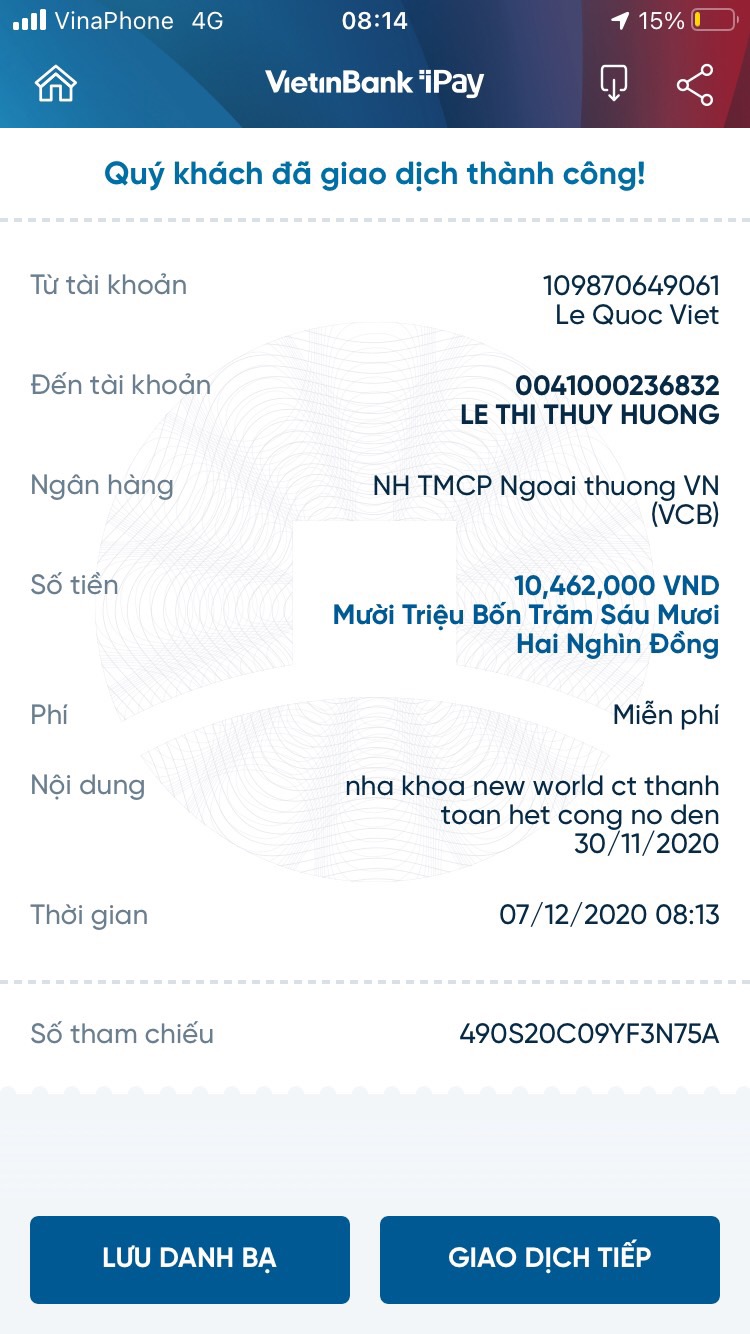 VinaPhone 4G 08:14 15%
VietinBank iPay
Quý khách đã giao dịch thành công!
Từ tài khoản 109870649061
Le Quoc Viet
Đến tài khoản 0041000236832
LE THI THUY HUONG
Ngân hàng NH TMCP Ngoai thuong VN
(VCB)
Số tiền 10,462,000 VND
Mười Triệu Bốn Trăm Sáu Mươi
Hai Nghìn Đồng
Phí Miễn phí
Nội dung nha khoa new world ct thanh
toan het cong no den
30/11/2020
Thời gian 07/12/2020 08:13
Số tham chiếu 490S20C09YF3N75A
LƯU DANH BẠ GIAO DỊCH TIẾP